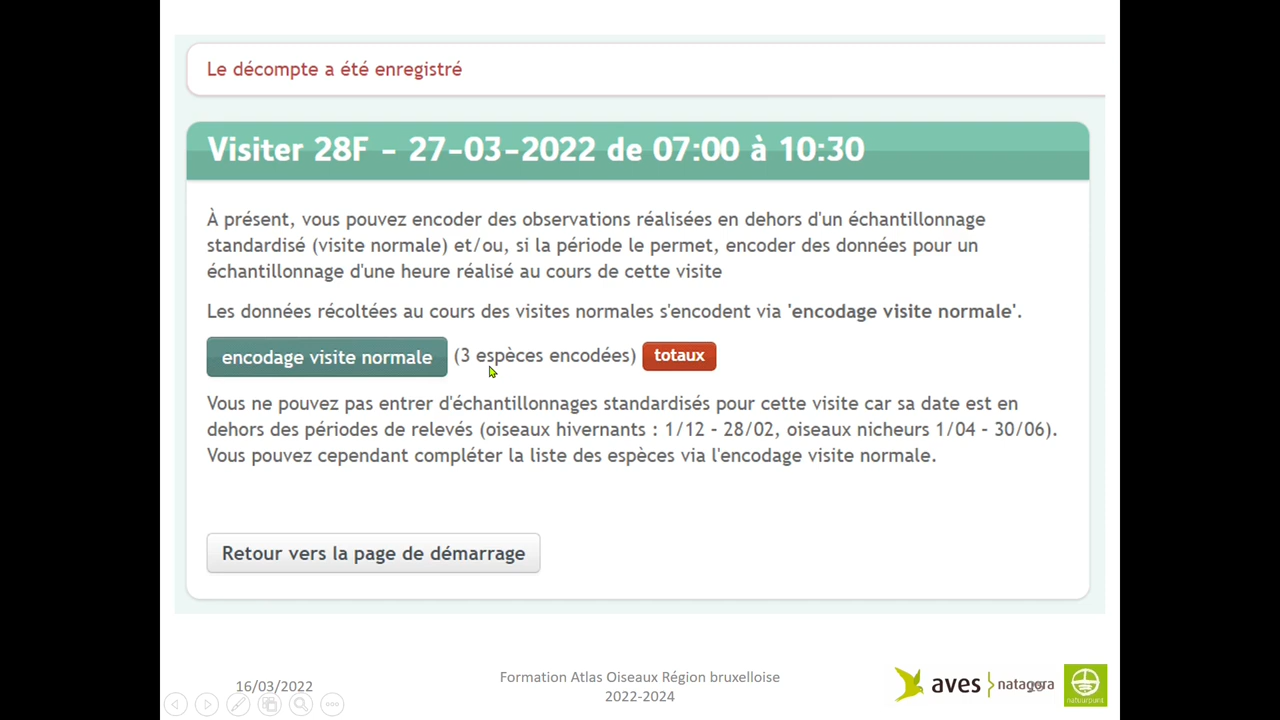 Le décompte a été enregistré
Visiter 28F - 27-03-2022 de 07:00 à 10:30
À présent, vous pouvez encoder des observations réalisées en dehors d'un échantillonnage
standardisé (visite normale) et/ou, si la période le permet, encoder des données pour un
échantillonnage d'une heure réalisé au cours de cette visite
Les données récoltées au cours des visites normales s'encodent via 'encodage visite normale'.
encodage visite normale (3 espèces encodées) totaux
Vous ne pouvez pas entrer d'échantillonnages standardisés pour cette visite car sa date est en
dehors des périodes de relevés (oiseaux hivernants : 1/12 - 28/02, oiseaux nicheurs 1/04 - 30/06).
Vous pouvez cependant compléter la liste des espèces via l'encodage visite normale.
Retour vers la page de démarrage
16/03/2022
Formation Atlas Oiseaux Région bruxelloise
2022-2024
aves natagora
natuurpunt